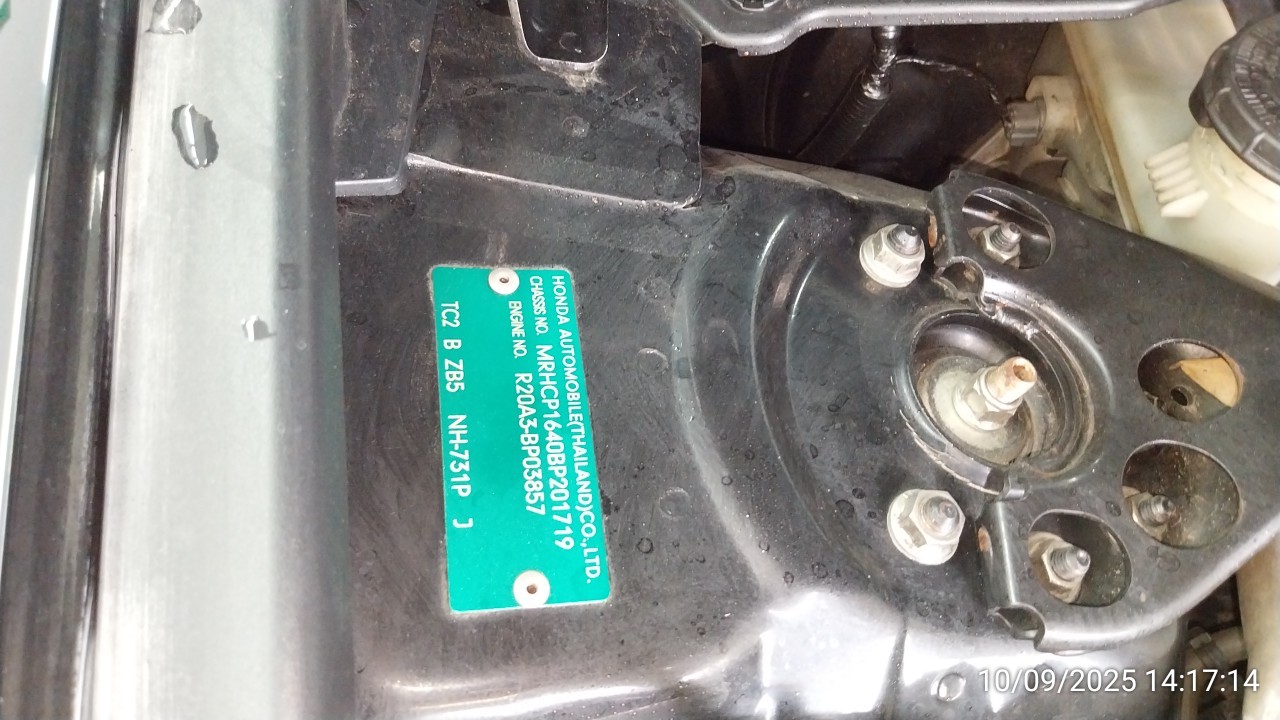 HONDA AUTOMOBILE(THAILAND)CO.,LTD.
CHASSIS NO. MRHCP1640BP201719
ENGINE NO. R20A3-BP03857
TC2 B ZB5 NH-731P J
10/09/2025 14:17:14